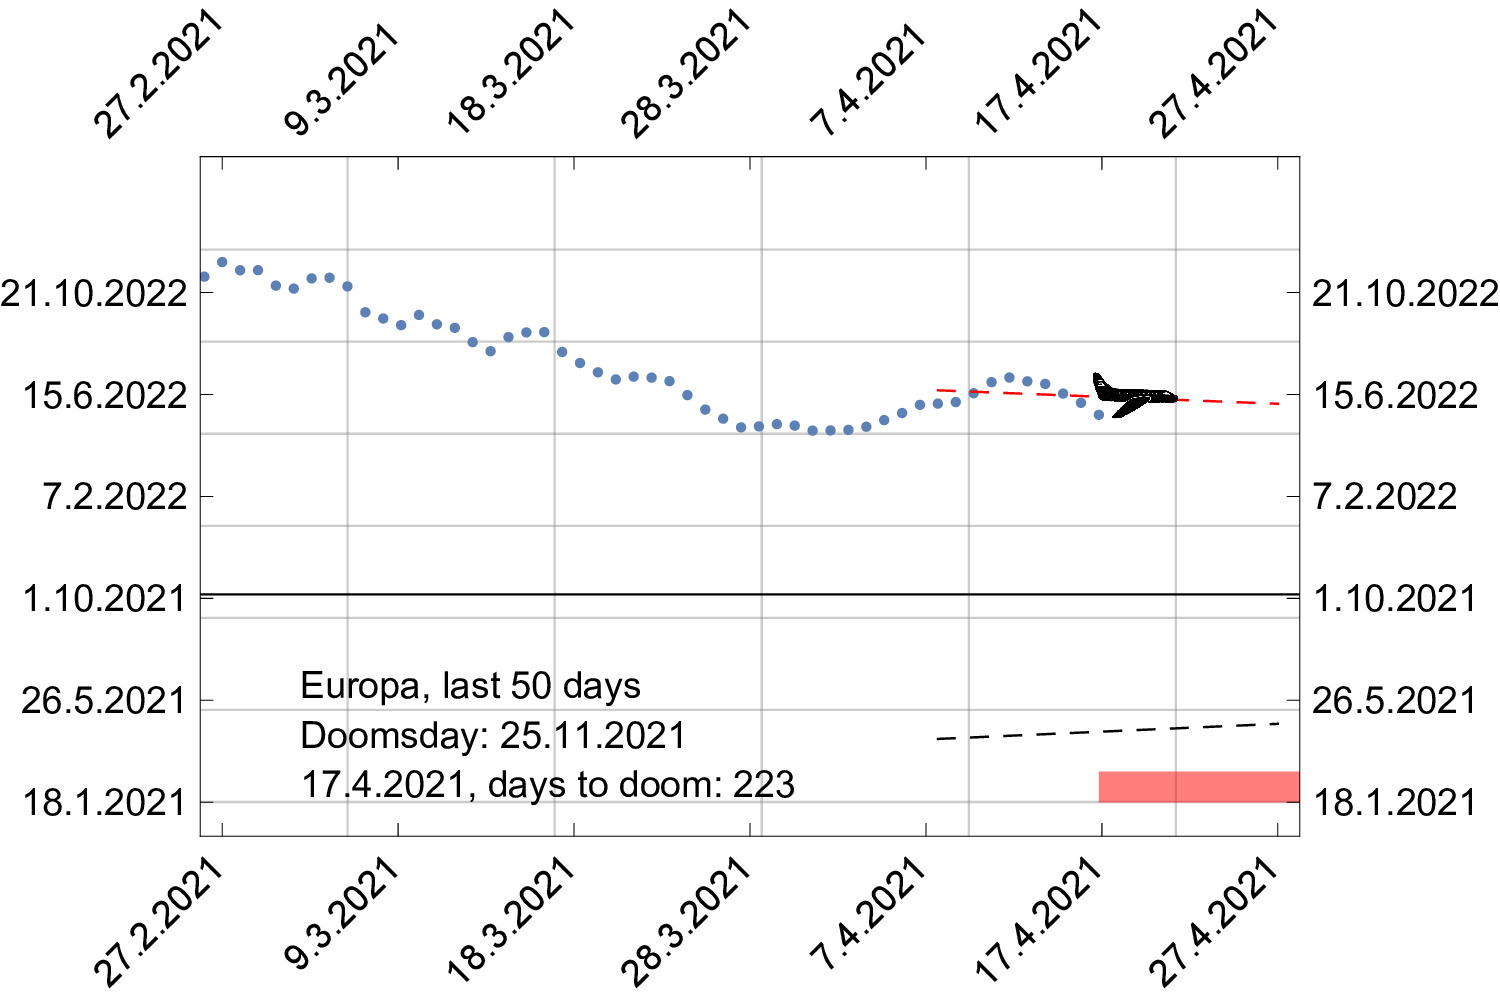 27.2.2021 9.3.2021 18.3.2021 28.3.2021 7.4.2021 17.4.2021 27.4.2021
21.10.2022 21.10.2022
15.6.2022 15.6.2022
7.2.2022 7.2.2022
1.10.2021 1.10.2021
Europa, last 50 days
26.5.2021 26.5.2021
Doomsday: 25.11.2021
17.4.2021, days to doom: 223
18.1.2021 18.1.2021
27.2.2021 9.3.2021 18.3.2021 28.3.2021 7.4.2021 17.4.2021 27.4.2021